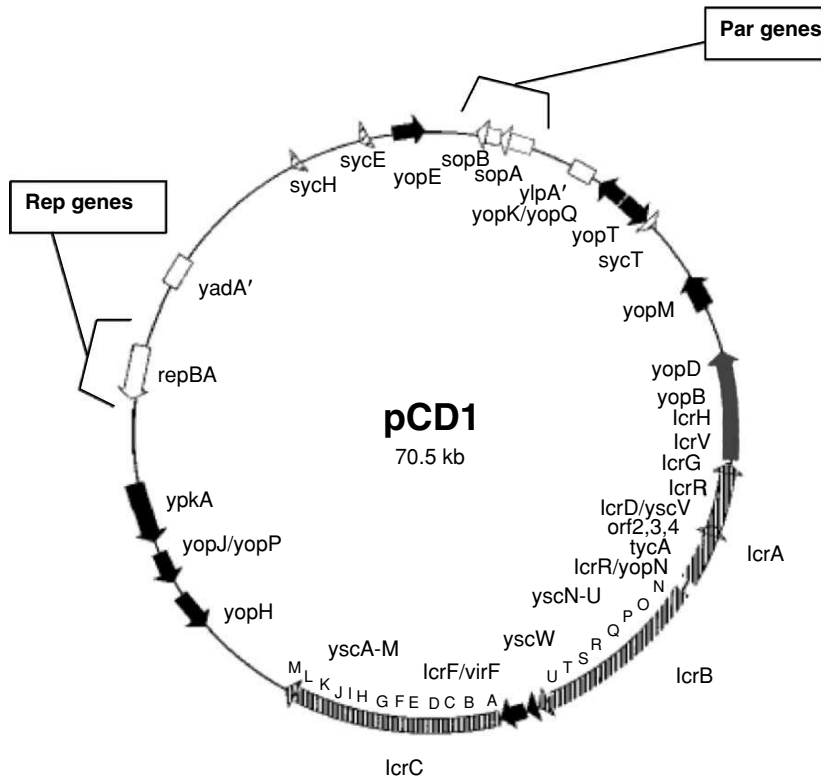 Par genes
sycE
yopE
sopB
sopA
sycH
ylpA′
yopK/yopQ
Rep genes
yopT
sycT
yadA′
yopM
repBA
yopD
yopB
pCD1
lcrH
lcrV
70.5 kb
lcrG
lcrR
ypkA
lcrD/yscV
orf2,3,4
yopJ/yopP
tycA
lcrA
lcrR/yopN
yscN-U
N
O
P
Q
R
S
T
U
yopH
yscA-M
yscW
lcrF/virF
lcrB
M L K J I H G F E D C B A
lcrC